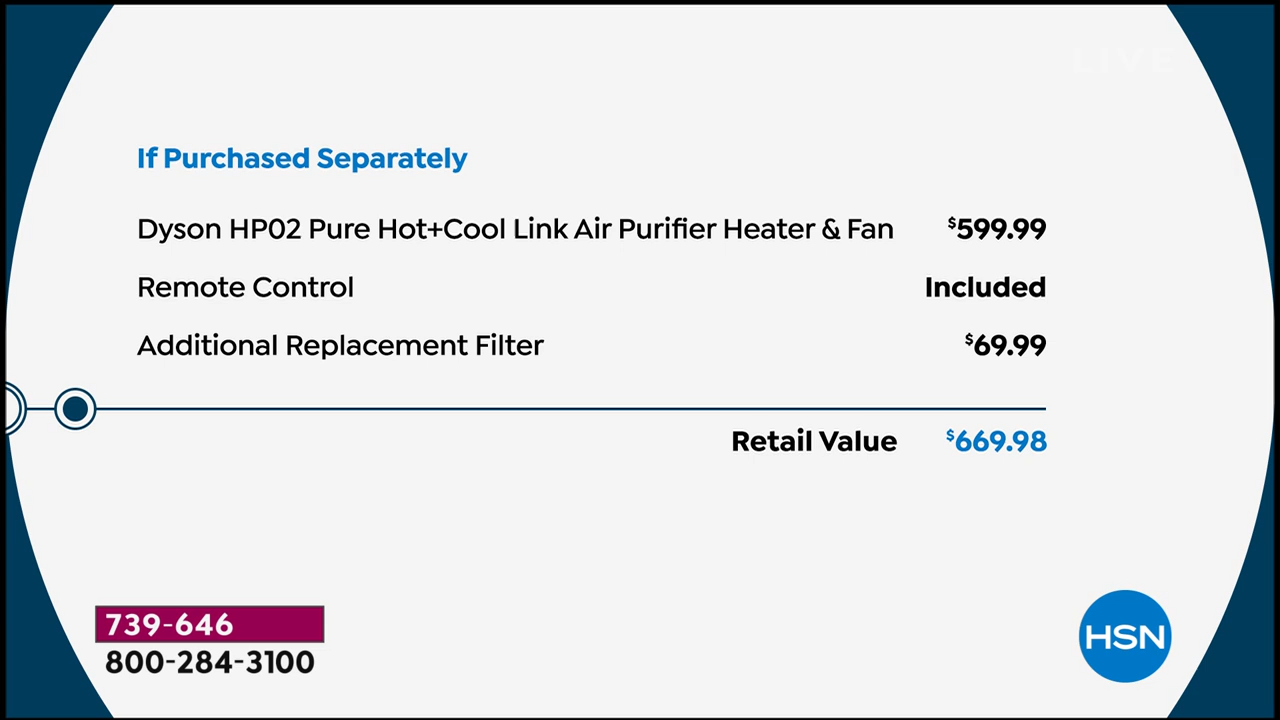 LIVE
If Purchased Separately
Dyson HP02 Pure Hot+Cool Link Air Purifier Heater & Fan $599.99
Remote Control Included
Additional Replacement Filter $69.99
Retail Value $669.98
739-646
800-284-3100
HSN